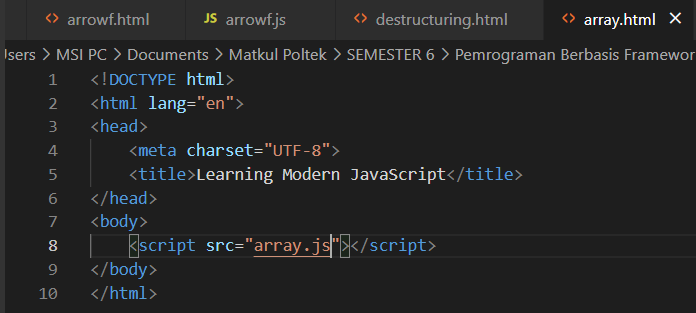 arrowf.html JS arrowf.js destructuring.html array.html
Users > MSI PC > Documents > Matkul Poltek > SEMESTER 6 > Pemrograman Berbasis Framework
1 <!DOCTYPE html>
2 <html lang="en">
3 <head>
4 <meta charset="UTF-8">
5 <title>Learning Modern JavaScript</title>
6 </head>
7 <body>
8 <script src="array.js"></script>
9 </body>
10 </html>